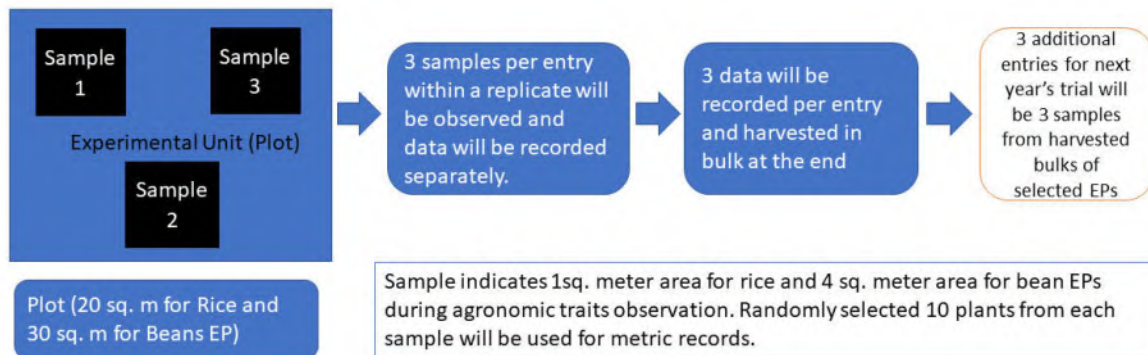 Sample
1
Sample
3
Experimental Unit (Plot)
Sample
2
3 samples per entry
within a replicate will
be observed and
data will be recorded
separately.
3 data will be
recorded per entry
and harvested in
bulk at the end
3 additional
entries for next
year's trial will
be 3 samples
from harvested
bulks of
selected EPs
Plot (20 sq. m for Rice and
30 sq. m for Beans EP)
Sample indicates 1sq. meter area for rice and 4 sq. meter area for bean EPs
during agronomic traits observation. Randomly selected 10 plants from each
sample will be used for metric records.